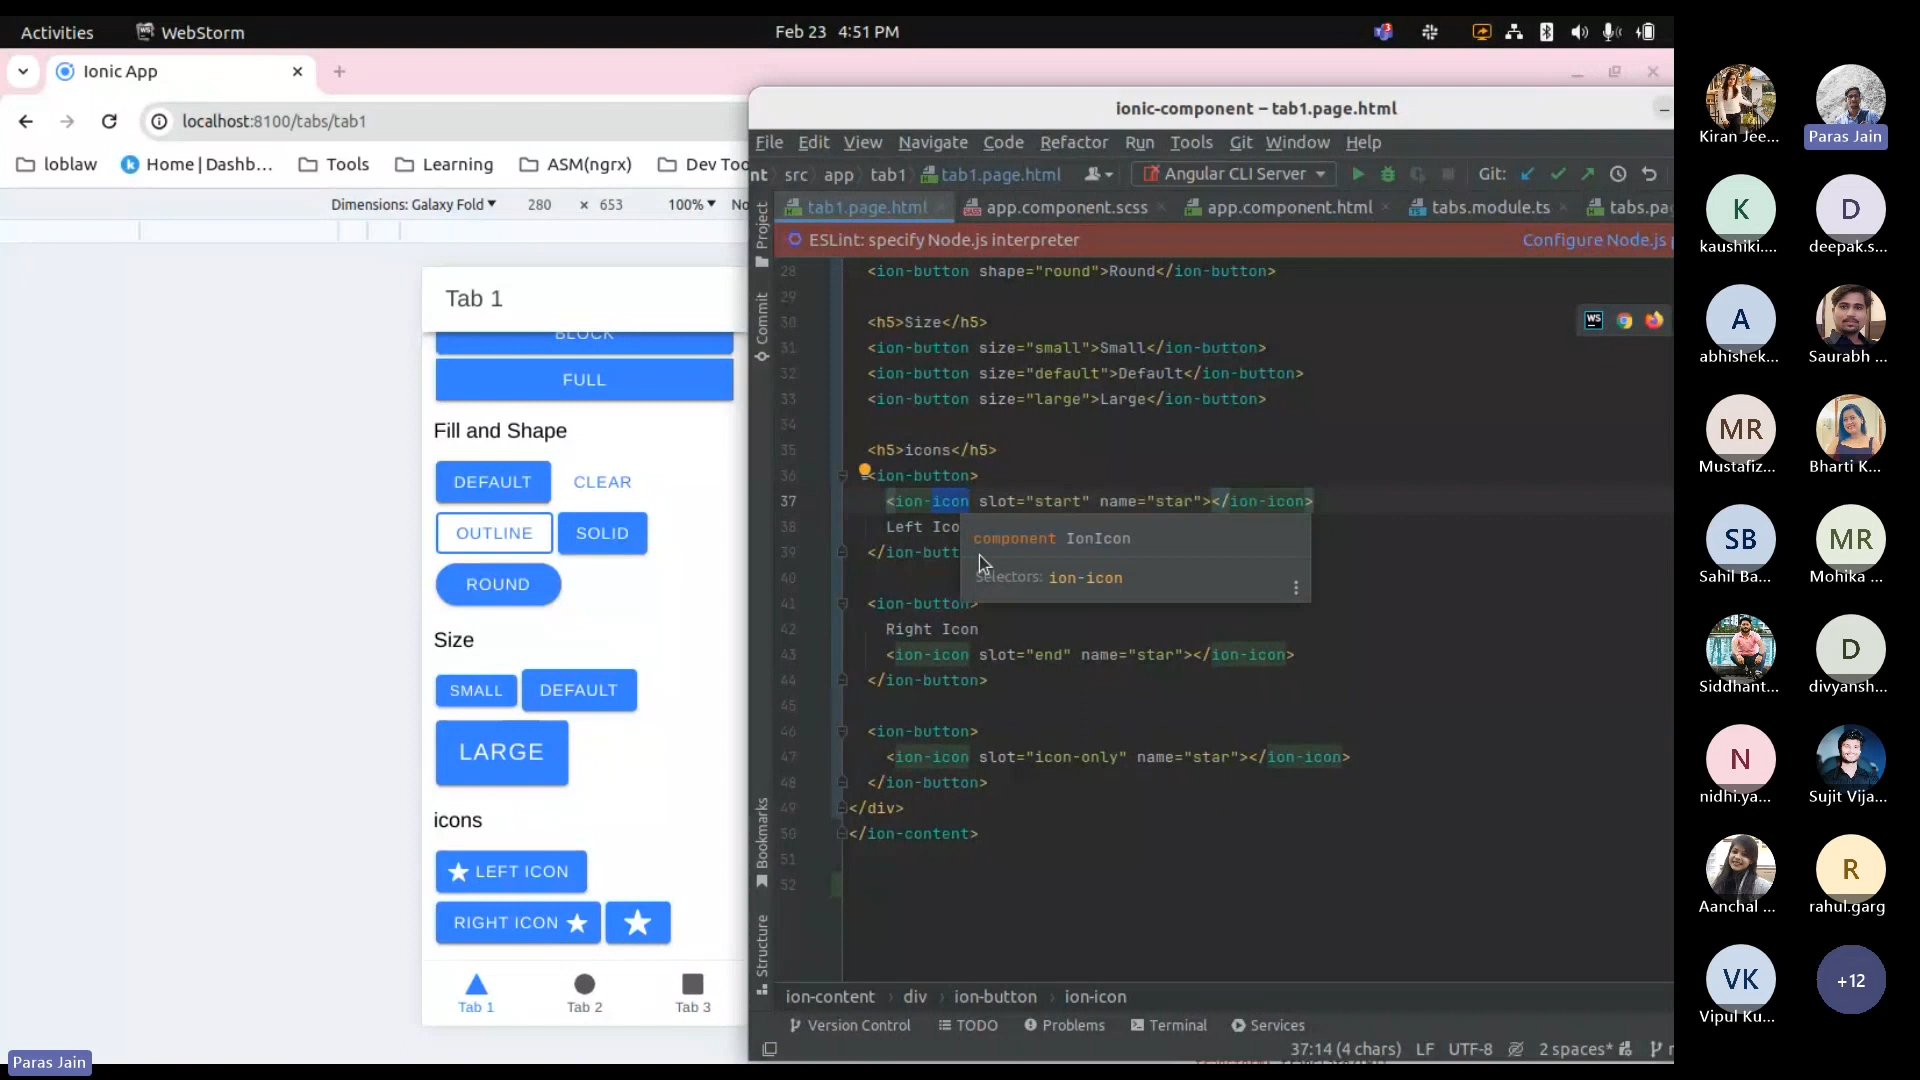 Activities
WebStorm
Feb 23 4:51 PM
3
Ionic App
localhost:8100/tabs/tab1
loblaw
Home | Dashb...
Tools
Learning
ASM(ngrx)
Dev Too
Dimensions: Galaxy Fold
280 × 653
100%
No
Tab 1
BLOCK
FULL
Fill and Shape
DEFAULT
CLEAR
OUTLINE
SOLID
ROUND
Size
SMALL
DEFAULT
LARGE
icons
LEFT ICON
RIGHT ICON
Tab 1
Tab 2
Tab 3
Paras Jain
ionic-component – tab1.page.html
File Edit View Navigate Code Refactor Run Tools Git Window Help
nt src app tab1 tab1.page.html
Angular CLI Server
Git:
tab1.page.html
app.component.scss
app.component.html
tabs.module.ts
tabs.pa
ESLint: specify Node.js interpreter
Configure Node.js
Project
Commit
Bookmarks
Structure
WS
28 <ion-button shape="round">Round</ion-button>
29
30 <h5>Size</h5>
31 <ion-button size="small">Small</ion-button>
32 <ion-button size="default">Default</ion-button>
33 <ion-button size="large">Large</ion-button>
34
35 <h5>icons</h5>
36 <ion-button>
37 <ion-icon slot="start" name="star"></ion-icon>
38 Left Ico
39 </ion-butt
component IonIcon
Selectors: ion-icon
40
41 <ion-button>
42 Right Icon
43 <ion-icon slot="end" name="star"></ion-icon>
44 </ion-button>
45
46 <ion-button>
47 <ion-icon slot="icon-only" name="star"></ion-icon>
48 </ion-button>
49 </div>
50 </ion-content>
51
52
ion-content div ion-button ion-icon
Version Control
TODO
Problems
Terminal
Services
37:14 (4 chars) LF UTF-8 2 spaces*
Kiran Jee...
Paras Jain
K
kaushiki....
D
deepak.s...
A
abhishek...
Saurabh ...
MR
Mustafiz...
Bharti K...
SB
Sahil Ba...
MR
Mohika ...
Siddhant...
D
divyansh...
N
nidhi.ya...
Sujit Vija...
Aanchal ...
R
rahul.garg
VK
Vipul Ku...
+12